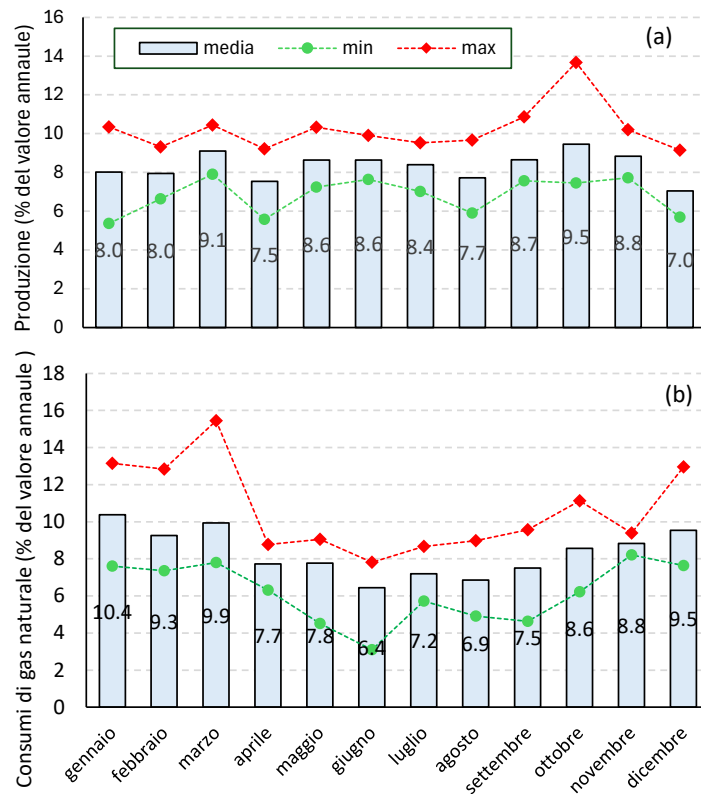 Produzione (% del valore annaule)
16
14
12
10
8
6
4
2
0
media min max
(a)
8.0 8.0 9.1 7.5 8.6 8.6 8.4 7.7 8.7 9.5 8.8 7.0
Consumi di gas naturale (% del valore annaule )
18
16
14
12
10
8
6
4
2
0
(b)
10.4 9.3 9.9 7.7 7.8 6.4 7.2 6.9 7.5 8.6 8.8 9.5
gennaio febbraio marzo aprile maggio giugno luglio agosto settembre ottobre novembre dicembre